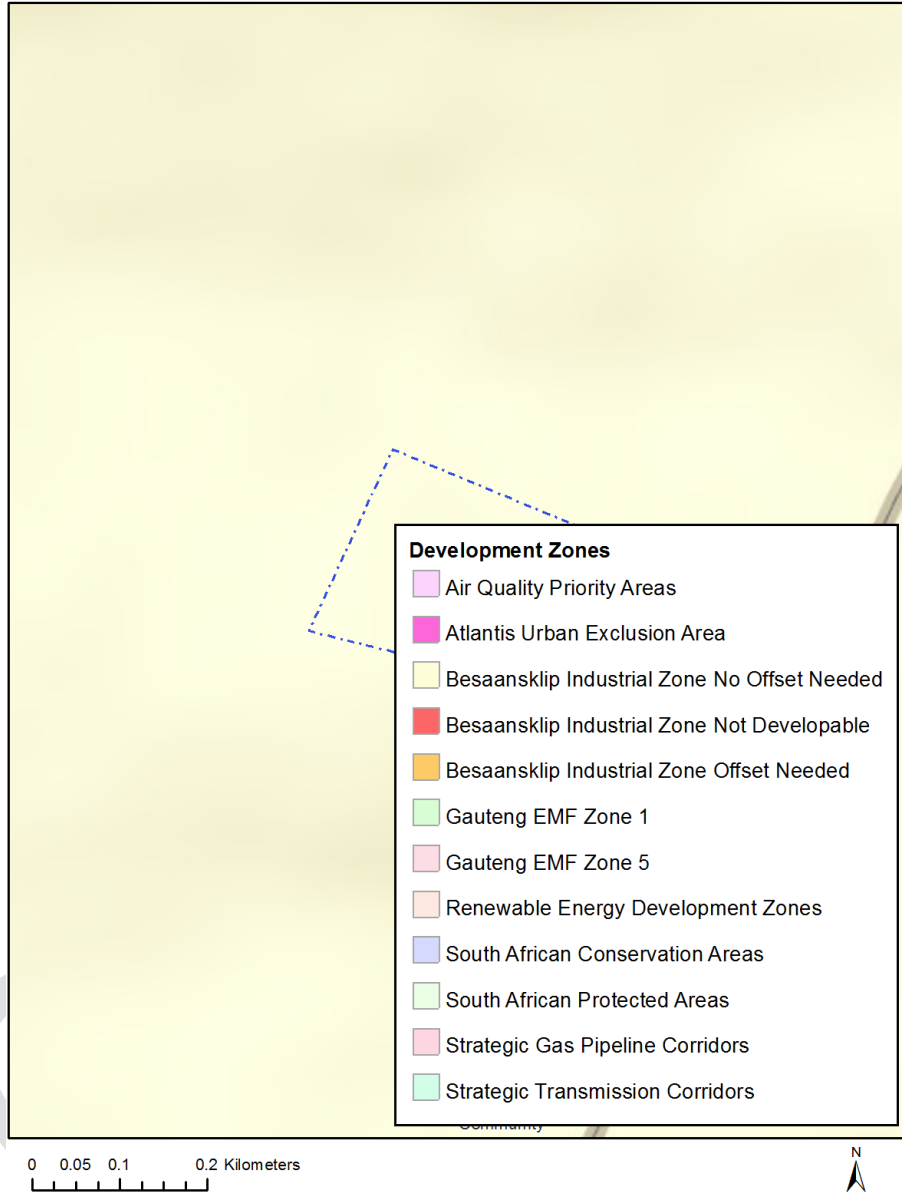 Development Zones
Air Quality Priority Areas
Atlantis Urban Exclusion Area
Besaansklip Industrial Zone No Offset Needed
Besaansklip Industrial Zone Not Developable
Besaansklip Industrial Zone Offset Needed
Gauteng EMF Zone 1
Gauteng EMF Zone 5
Renewable Energy Development Zones
South African Conservation Areas
South African Protected Areas
Strategic Gas Pipeline Corridors
Strategic Transmission Corridors
Community
0 0.05 0.1 0.2 Kilometers
N